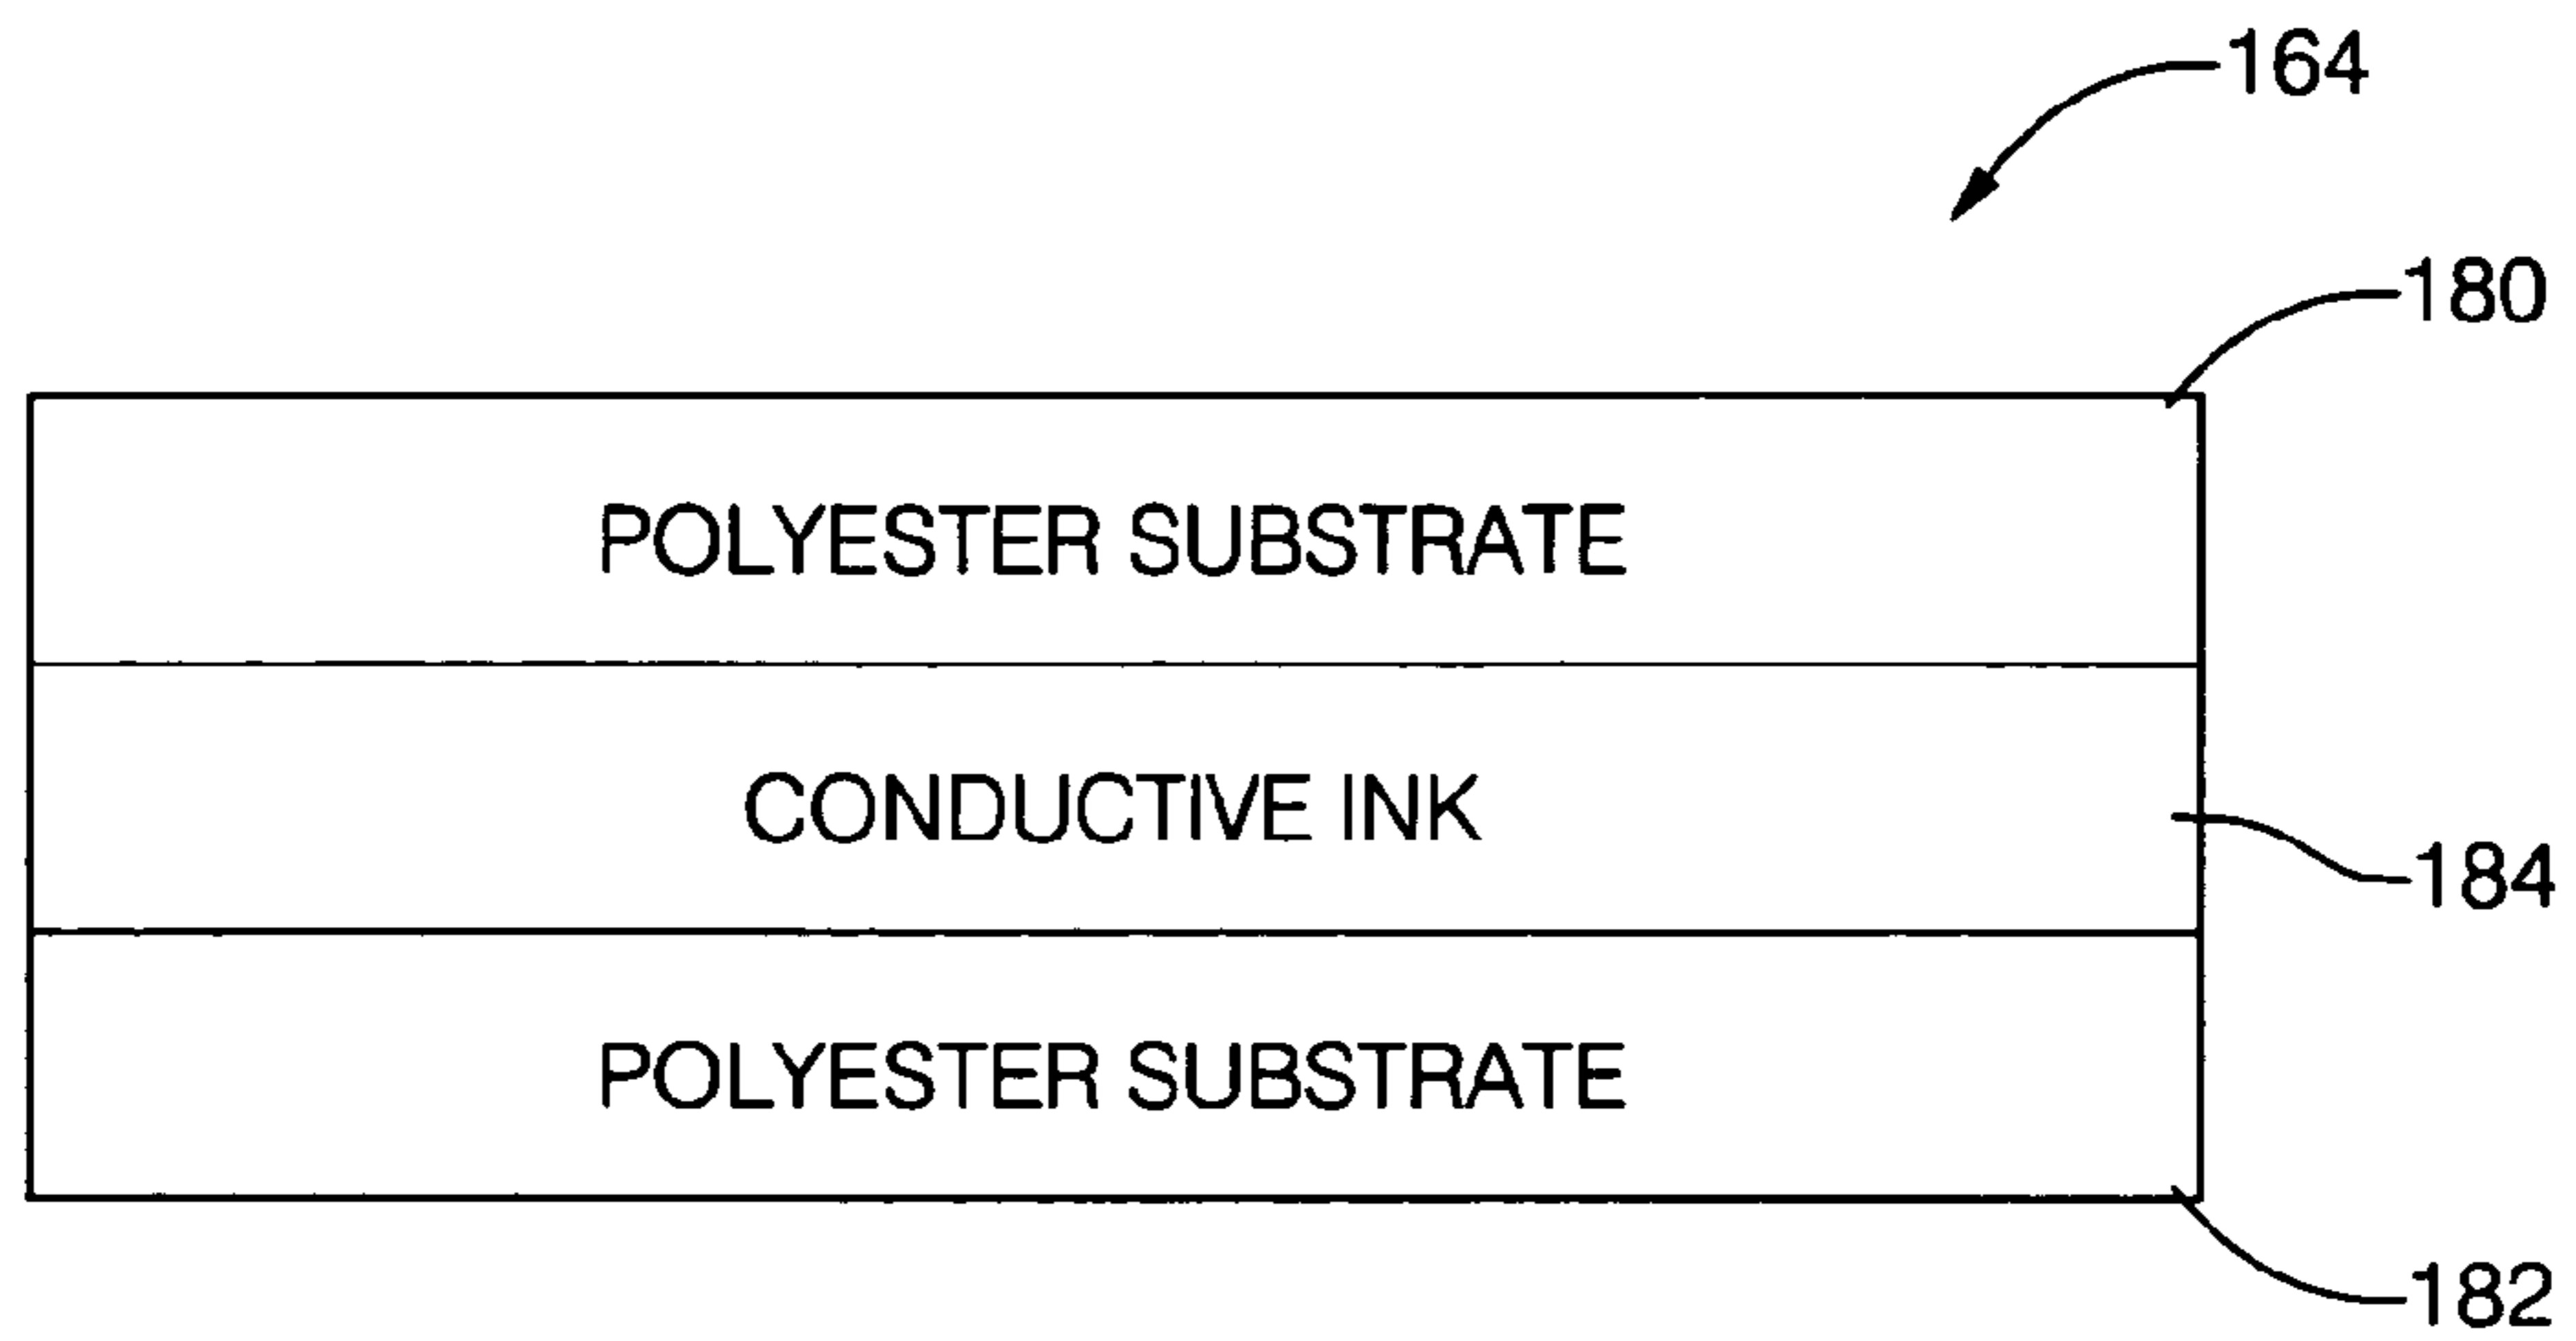 164
180
POLYESTER SUBSTRATE
CONDUCTIVE INK
184
POLYESTER SUBSTRATE
182